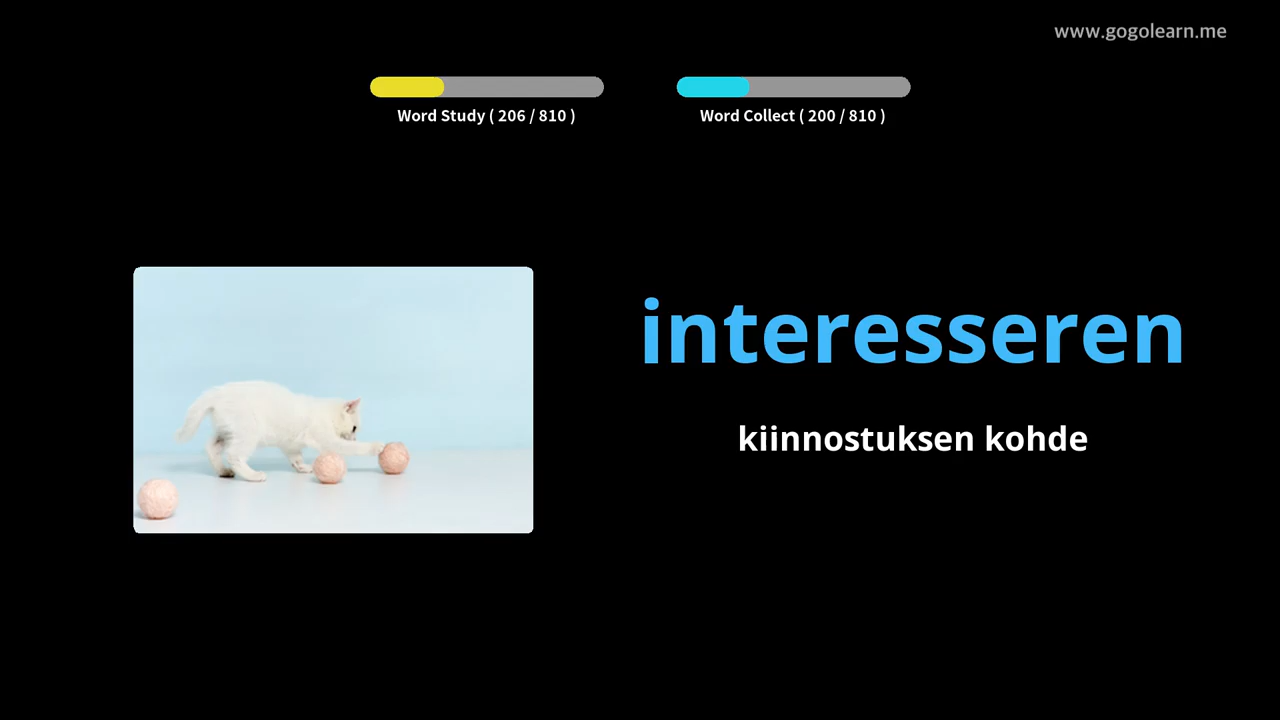 www.gogolearn.me
Word Study ( 206 / 810 )
Word Collect ( 200 / 810 )
interesseren
kiinnostuksen kohde